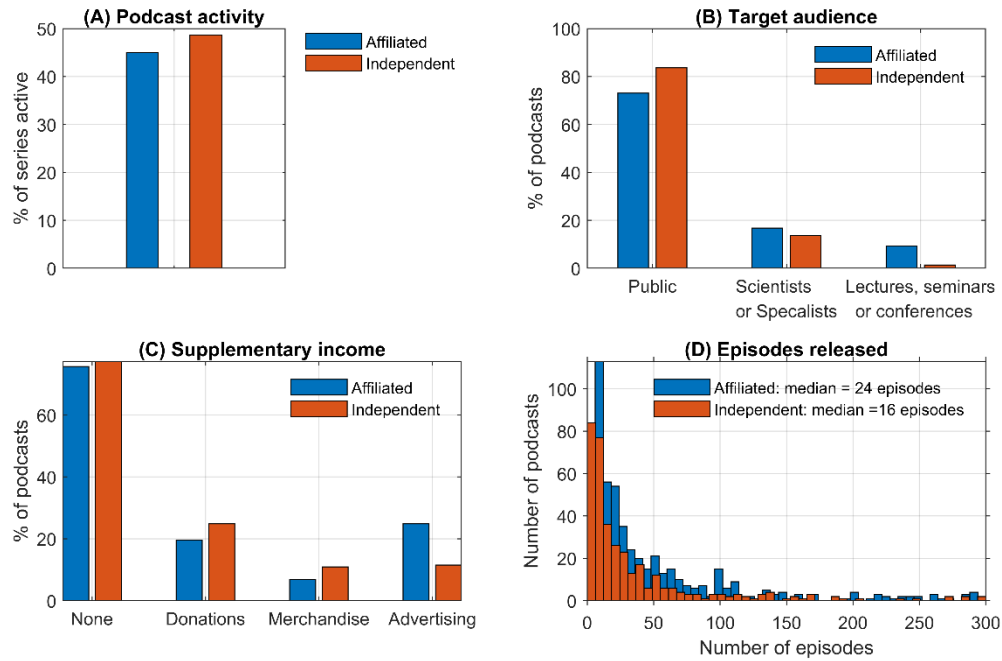 (A) Podcast activity
50
40
30
20
10
0
% of series active
Affiliated
Independent
(B) Target audience
100
80
60
40
20
0
% of podcasts
Affiliated
Independent
Public
Scientists
or Specalists
Lectures, seminars
or conferences
(C) Supplementary income
60
40
20
0
% of podcasts
Affiliated
Independent
None
Donations
Merchandise
Advertising
(D) Episodes released
100
80
60
40
20
0
Number of podcasts
Affiliated: median = 24 episodes
Independent: median =16 episodes
0 50 100 150 200 250 300
Number of episodes